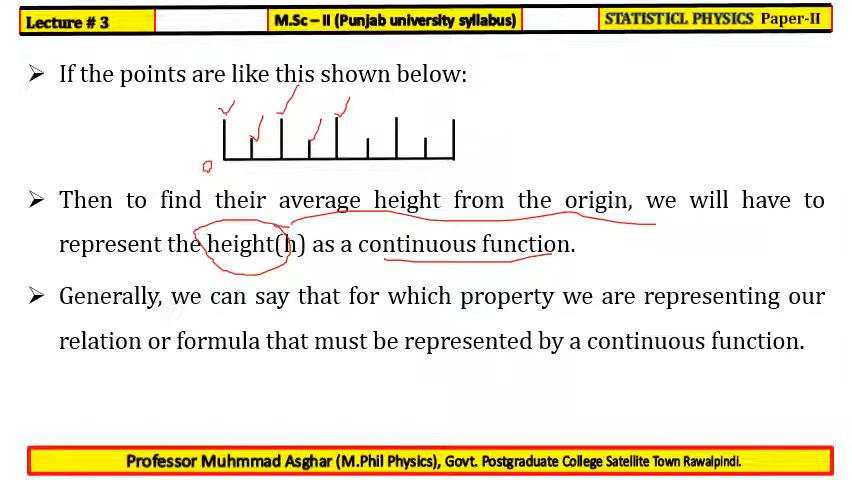 Lecture # 3
M.Sc – II (Punjab university syllabus)
STATISTICL PHYSICS Paper-II
➢ If the points are like this shown below:
0
➢ Then to find their average height from the origin, we will have to
represent the height(h) as a continuous function.
➢ Generally, we can say that for which property we are representing our
relation or formula that must be represented by a continuous function.
Professor Muhmmad Asghar (M.Phil Physics), Govt. Postgraduate College Satellite Town Rawalpindi.